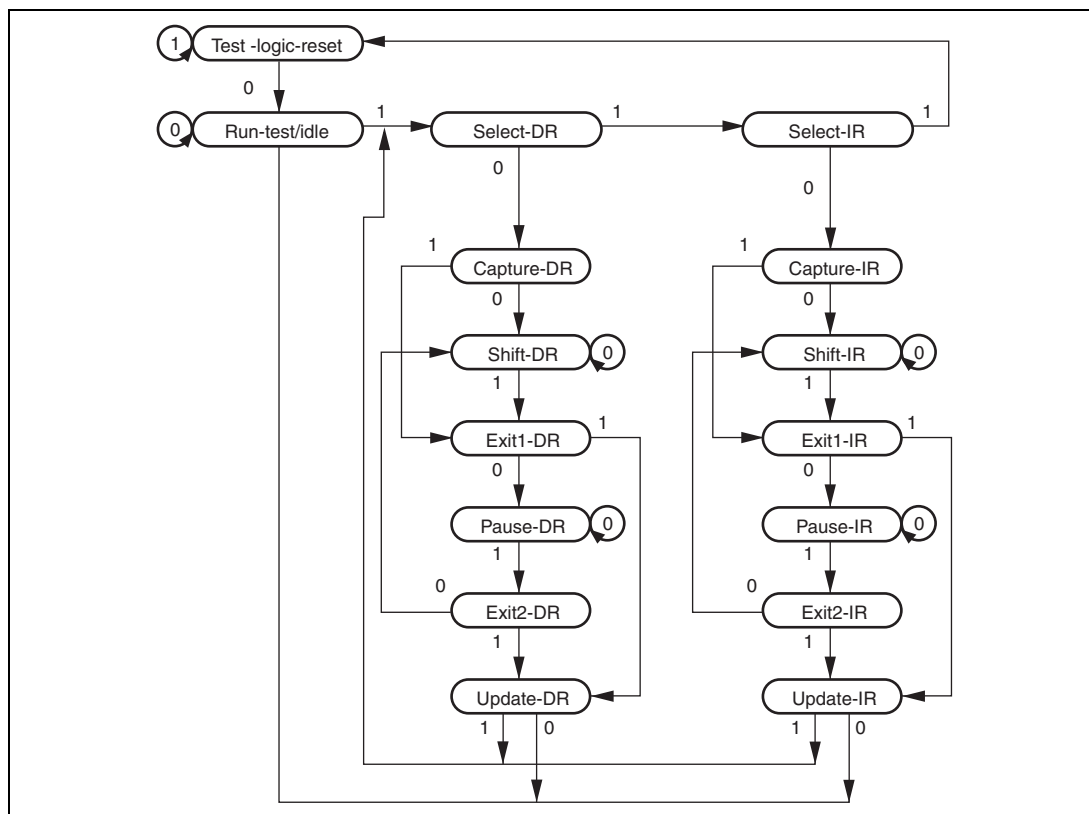 1
Test -logic-reset
0
0
Run-test/idle
1
Select-DR
1
Select-IR
1
0
0
1
Capture-DR
1
Capture-IR
0
0
Shift-DR
0
Shift-IR
0
1
1
Exit1-DR
1
Exit1-IR
1
0
0
Pause-DR
0
Pause-IR
0
1
1
0
Exit2-DR
0
Exit2-IR
1
1
Update-DR
Update-IR
1
0
1
0